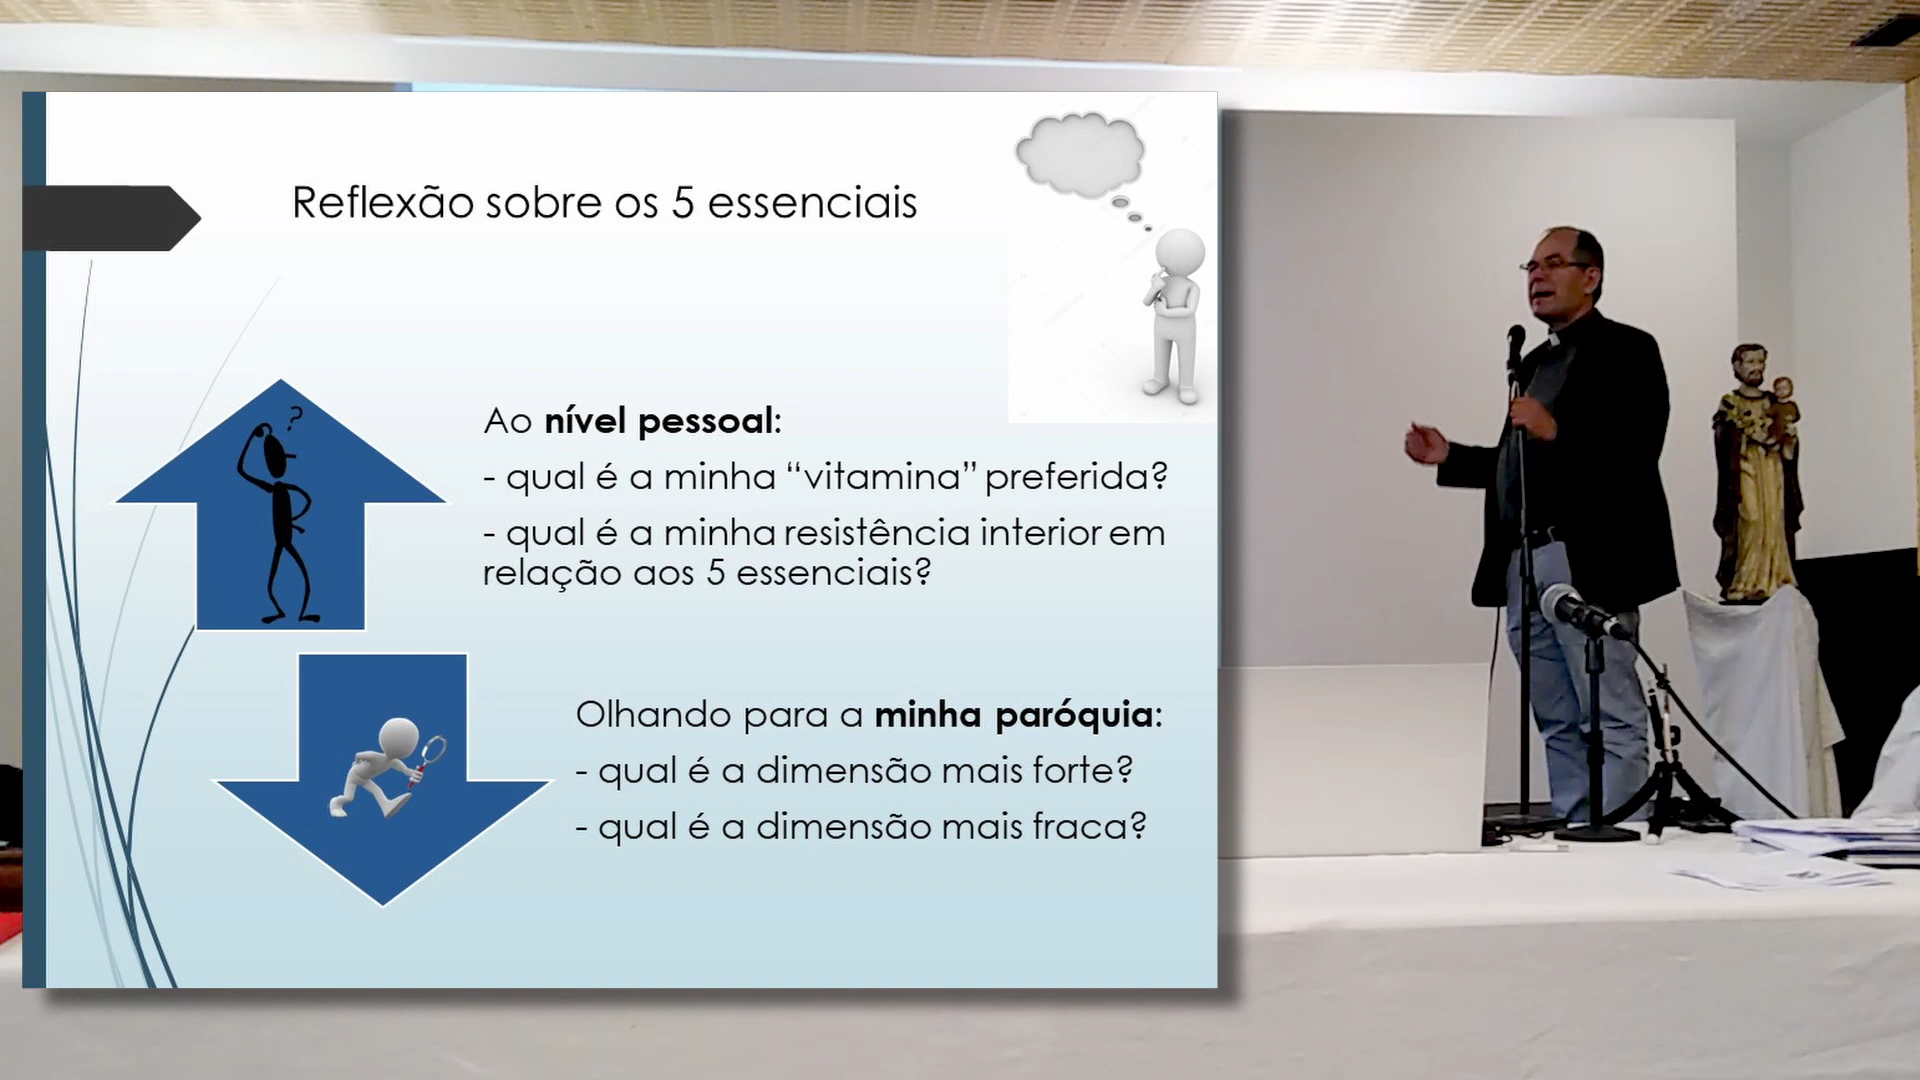 Reflexão sobre os 5 essenciais
?
Ao nível pessoal:
- qual é a minha “vitamina” preferida?
- qual é a minha resistência interior em
relação aos 5 essenciais?
Olhando para a minha paróquia:
- qual é a dimensão mais forte?
- qual é a dimensão mais fraca?